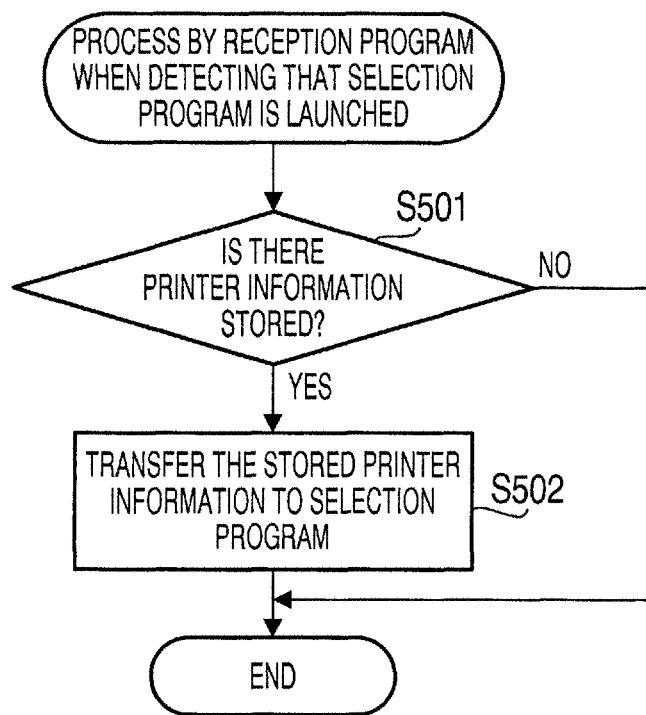 PROCESS BY RECEPTION PROGRAM
WHEN DETECTING THAT SELECTION
PROGRAM IS LAUNCHED
S501
IS THERE
PRINTER INFORMATION
STORED?
NO
YES
TRANSFER THE STORED PRINTER
INFORMATION TO SELECTION
PROGRAM
S502
END